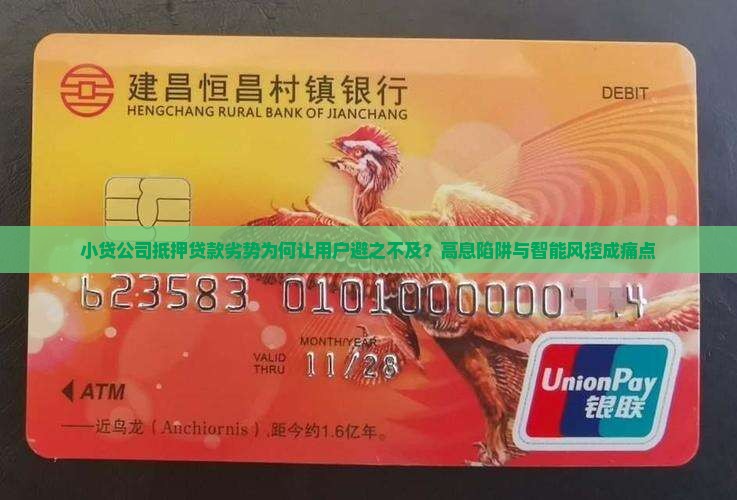 建昌恒昌村镇银行
HENGCHANG RURAL BANK OF JIANCHANG
DEBIT
小贷公司抵押贷款劣势为何让用户避之不及？高息陷阱与智能风控成痛点
623583 0101000000 4
MONTH/YEAR
VALID THRU 11/28
ATM
UnionPay
银联
——近鸟龙（Anchiornis）,距今约1.6亿年。